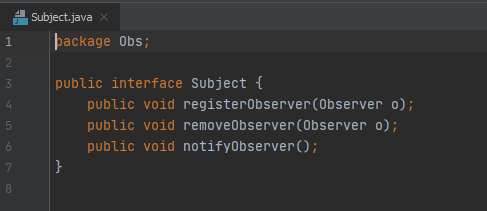 Subject.java
1 package Obs;
2
3 public interface Subject {
4 public void registerObserver(Observer o);
5 public void removeObserver(Observer o);
6 public void notifyObserver();
7 }
8